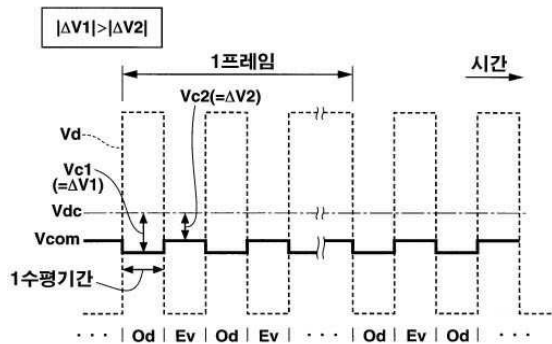 |ΔV1|>|ΔV2|
1프레임
시간
Vc2(=ΔV2)
Vd
Vc1
(=ΔV1)
Vdc
Vcom
1수평기간
··· Od Ev Od Ev ··· Od Ev Od ···